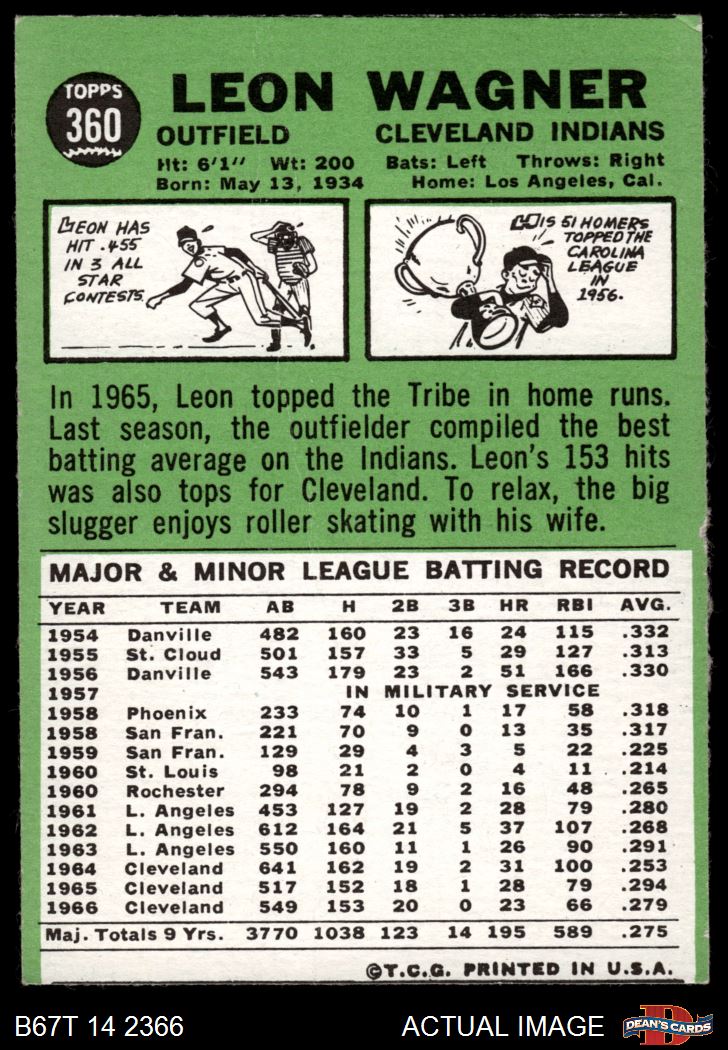 TOPPS
360
LEON WAGNER
OUTFIELD CLEVELAND INDIANS
Ht: 6'1" Wt: 200 Bats: Left Throws: Right
Born: May 13, 1934 Home: Los Angeles, Cal.
LEON HAS
HIT .455
IN 3 ALL
STAR
CONTESTS.
HIS 51 HOMERS
TOPPED THE
CAROLINA
LEAGUE
IN
1956.
In 1965, Leon topped the Tribe in home runs.
Last season, the outfielder compiled the best
batting average on the Indians. Leon's 153 hits
was also tops for Cleveland. To relax, the big
slugger enjoys roller skating with his wife.
MAJOR & MINOR LEAGUE BATTING RECORD
YEAR TEAM AB H 2B 3B HR RBI AVG.
1954 Danville 482 160 23 16 24 115 .332
1955 St. Cloud 501 157 33 5 29 127 .313
1956 Danville 543 179 23 2 51 166 .330
1957 IN MILITARY SERVICE
1958 Phoenix 233 74 10 1 17 58 .318
1958 San Fran. 221 70 9 0 13 35 .317
1959 San Fran. 129 29 4 3 5 22 .225
1960 St. Louis 98 21 2 0 4 11 .214
1960 Rochester 294 78 9 2 16 48 .265
1961 L. Angeles 453 127 19 2 28 79 .280
1962 L. Angeles 612 164 21 5 37 107 .268
1963 L. Angeles 550 160 11 1 26 90 .291
1964 Cleveland 641 162 19 2 31 100 .253
1965 Cleveland 517 152 18 1 28 79 .294
1966 Cleveland 549 153 20 0 23 66 .279
Maj. Totals 9 Yrs. 3770 1038 123 14 195 589 .275
©T.C.G. PRINTED IN U.S.A.
B67T 14 2366 ACTUAL IMAGE
D
DEAN'S CARDS